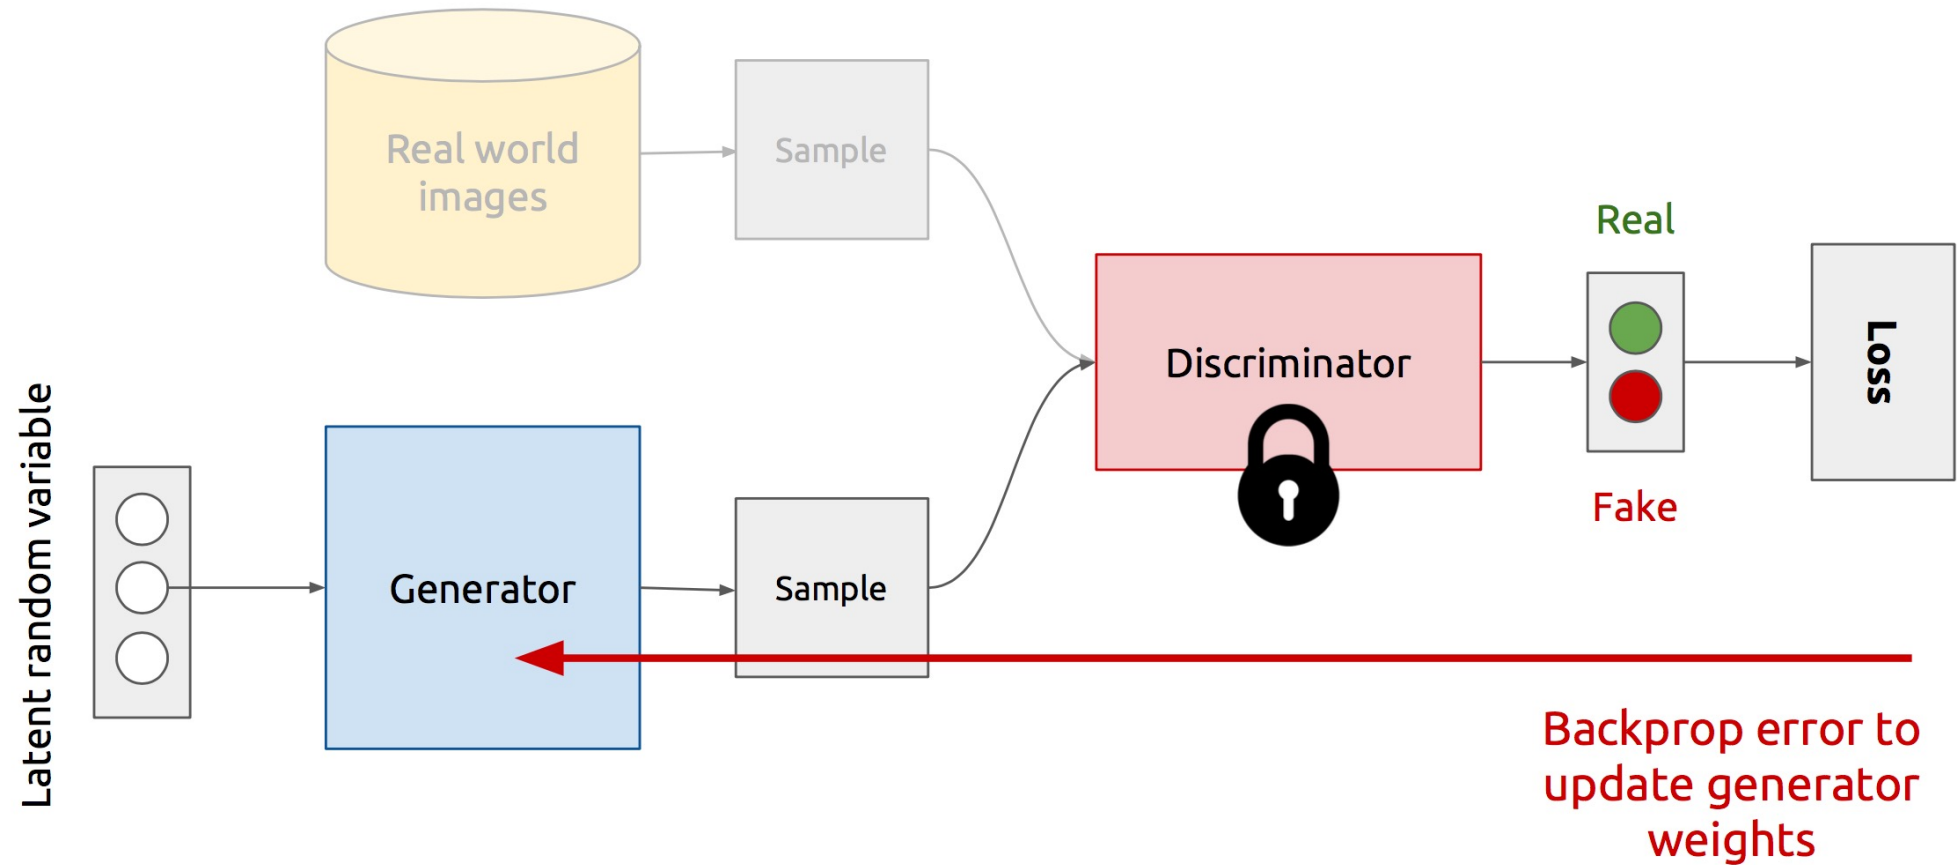 Real world
images
Sample
Real
Discriminator
Loss
Latent random variable
Generator
Sample
Fake
Backprop error to
update generator
weights